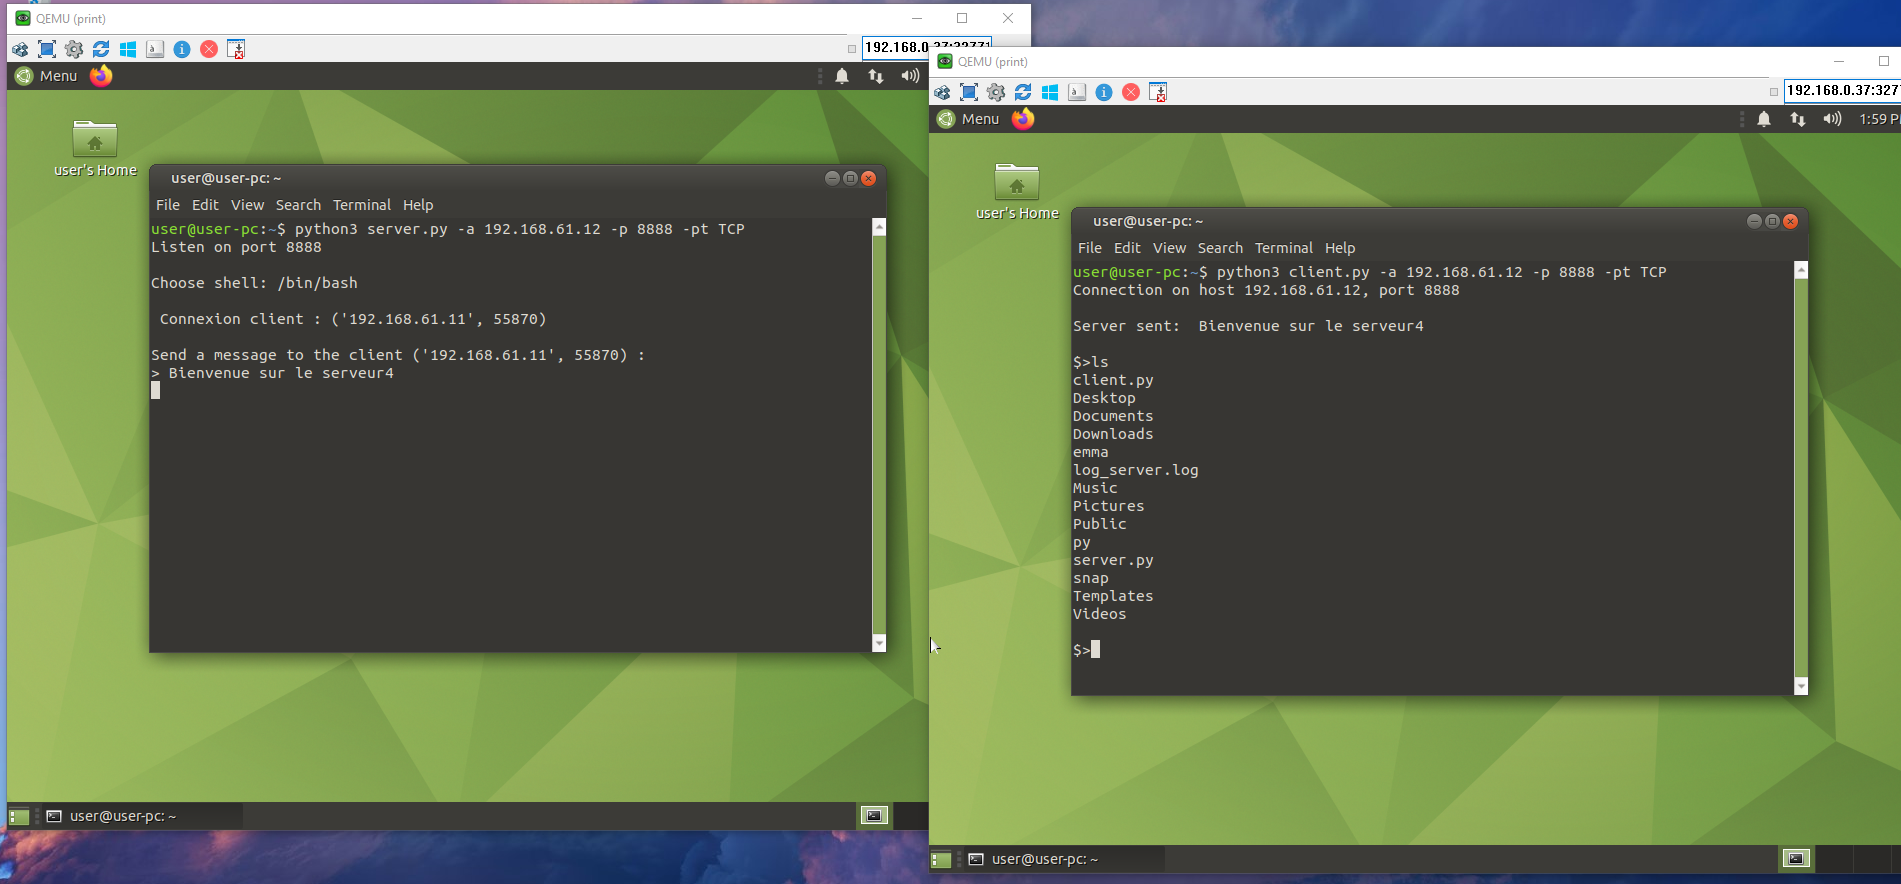 QEMU (print)
192.168.0.37:32771
Menu
user's Home
user@user-pc: ~
File Edit View Search Terminal Help
user@user-pc:~$ python3 server.py -a 192.168.61.12 -p 8888 -pt TCP
Listen on port 8888
Choose shell: /bin/bash
Connexion client : ('192.168.61.11', 55870)
Send a message to the client ('192.168.61.11', 55870) :
> Bienvenue sur le serveur4
user@user-pc: ~
QEMU (print)
192.168.0.37:327
Menu
1:59 P
user's Home
user@user-pc: ~
File Edit View Search Terminal Help
user@user-pc:~$ python3 client.py -a 192.168.61.12 -p 8888 -pt TCP
Connection on host 192.168.61.12, port 8888
Server sent:  Bienvenue sur le serveur4
$>ls
client.py
Desktop
Documents
Downloads
emma
log_server.log
Music
Pictures
Public
py
server.py
snap
Templates
Videos
$>
user@user-pc: ~